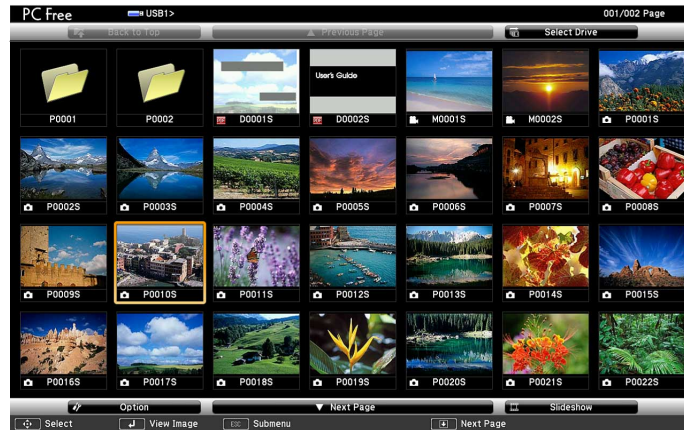 PC Free USB1> 001/002 Page
Back to Top Previous Page Select Drive
P0001 P0002 D0001S D0002S M0001S M0002S P0001S
User's Guide
P0002S P0003S P0004S P0005S P0006S P0007S P0008S
P0009S P0010S P0011S P0012S P0013S P0014S P0015S
P0016S P0017S P0018S P0019S P0020S P0021S P0022S
Option Next Page Slideshow
Select View Image Esc Submenu Next Page